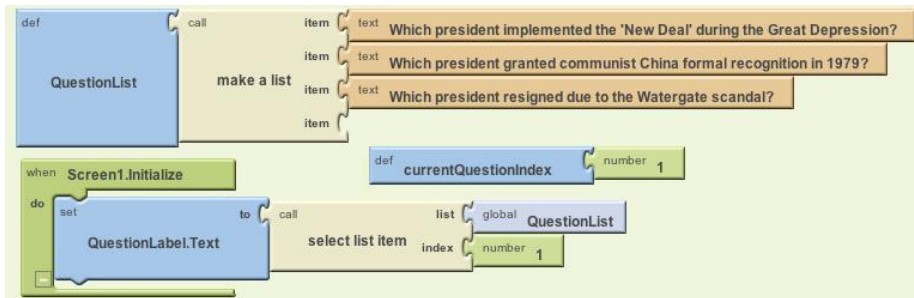 def
QuestionList
call
make a list
item
text Which president implemented the 'New Deal' during the Great Depression?
item
text Which president granted communist China formal recognition in 1979?
item
text Which president resigned due to the Watergate scandal?
item
def
currentQuestionIndex
number 1
when Screen1.Initialize
do
set
QuestionLabel.Text
to
call
select list item
list
global QuestionList
index
number 1